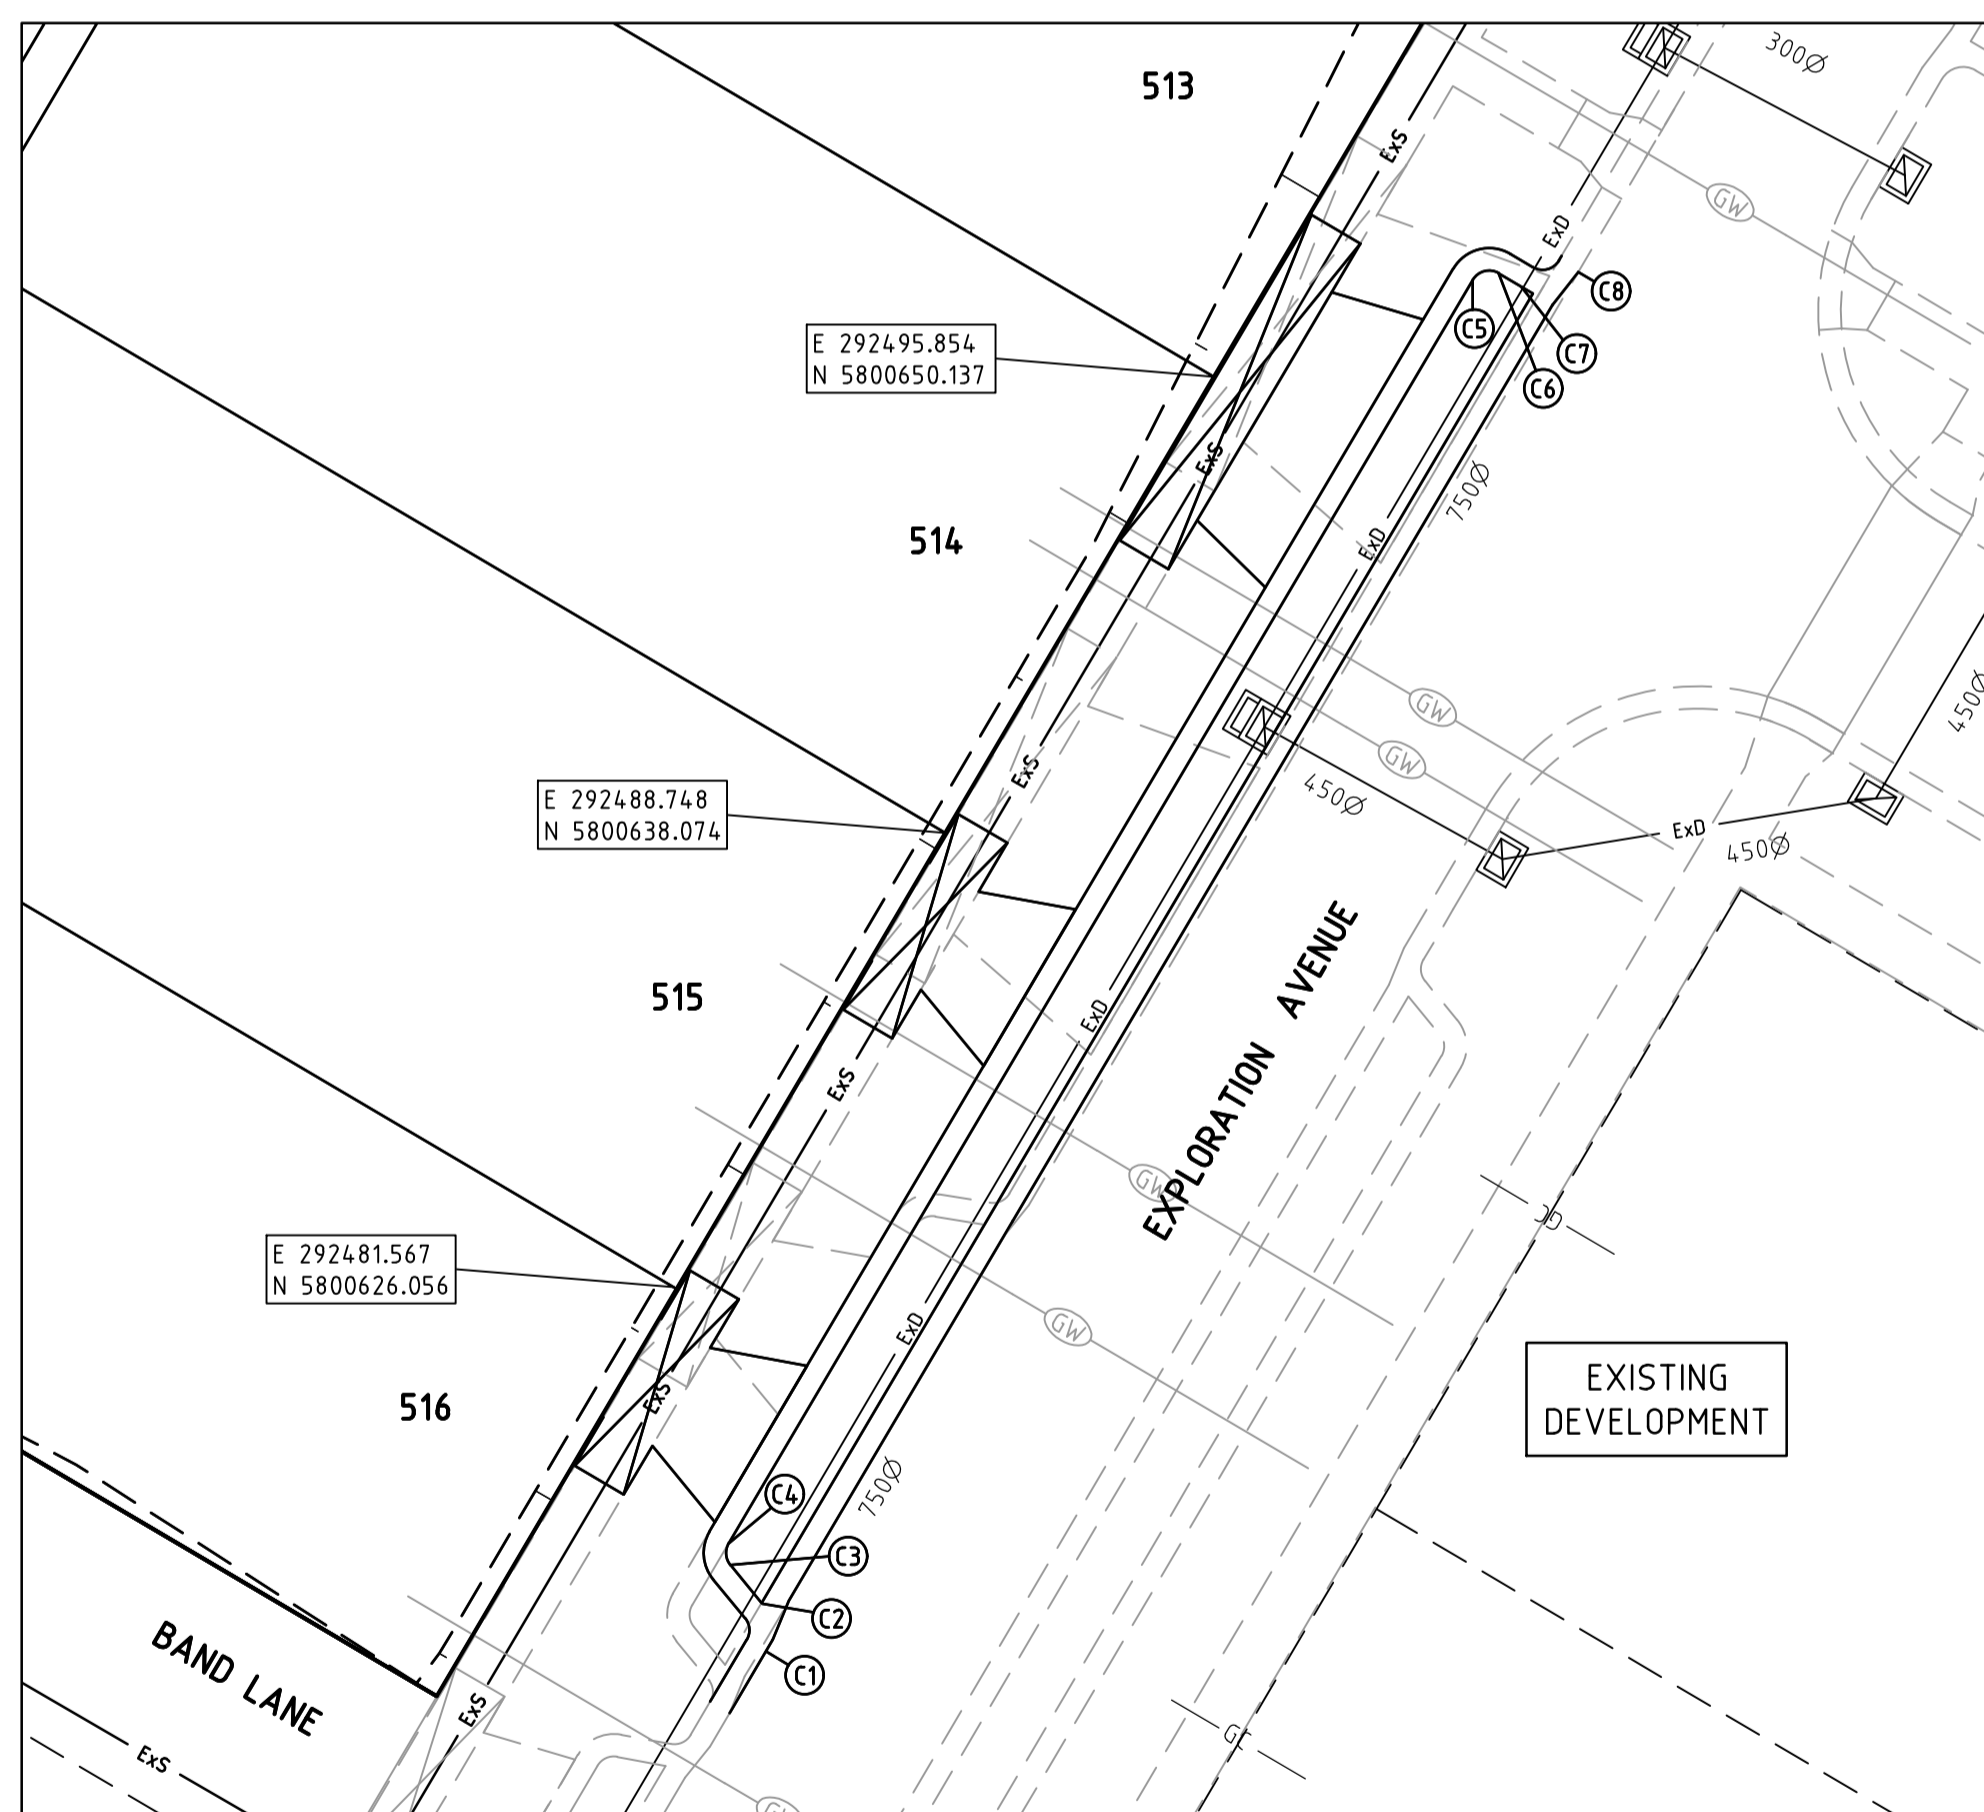 513
300Ø
ExS
GW
ExD
C8
C5
C7
C6
E 292495.854
N 5800650.137
ExS
750Ø
514
ExD
GW
GW
450Ø
450Ø
ExS
E 292488.748
N 5800638.074
ExD
450Ø
515
EXPLORATION AVENUE
ExD
ExS
GW
E 292481.567
N 5800626.056
GW
ExD
EXISTING
DEVELOPMENT
516
ExS
C4
750Ø
C3
C2
C1
BAND LANE
ExS
ExS